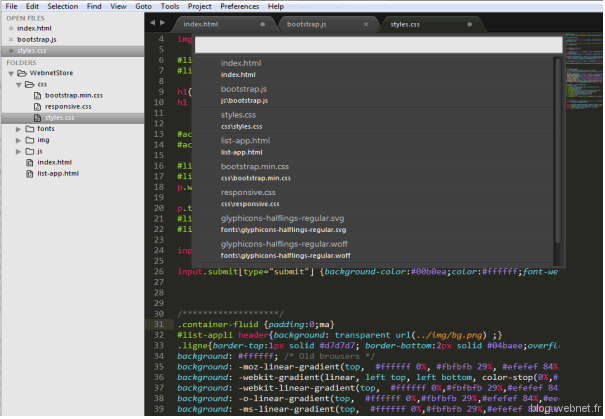 File Edit Selection Find View Goto Tools Project Preferences Help
OPEN FILES
index.html
bootstrap.js
styles.css
FOLDERS
WebnetStore
css
bootstrap.min.css
responsive.css
styles.css
fonts
img
js
index.html
list-app.html
index.html
bootstrap.js
styles.css
index.html
index.html
bootstrap.js
js\bootstrap.js
styles.css
css\styles.css
list-app.html
list-app.html
bootstrap.min.css
css\bootstrap.min.css
responsive.css
css\responsive.css
glyphicons-halflings-regular.svg
fonts\glyphicons-halflings-regular.svg
glyphicons-halflings-regular.woff
fonts\glyphicons-halflings-regular.woff
4 img
5
6 #li
7 #li
8
9 h1{
10 h1
11
12
13 #ac
14 #ac
15
16 #li
17 #li
18 p.w
19
20 p.t
21 #li
22 #li
23
24 inp
25
26 input.submit[type="submit"] {background-color:#00b0ea;color:#ffffff;font-we
27
28
29
30 /*******************/
31 .container-fluid {padding:0;ma}
32 #list-appli header{background: transparent url(../img/bg.png) ;}
33 .ligne{border-top:1px solid #d7d7d7; border-bottom:2px solid #04baee;overfl
34 background: #ffffff; /* Old browsers */
35 background: -moz-linear-gradient(top, #ffffff 0%, #fbfbfb 29%, #efefef 84%
36 background: -webkit-gradient(linear, left top, left bottom, color-stop(0%,#
37 background: -webkit-linear-gradient(top, #ffffff 0%,#fbfbfb 29%,#efefef 84
38 background: -o-linear-gradient(top, #ffffff 0%,#fbfbfb 29%,#efefef 84%,#ee
39 background: -ms-linear-gradient(top, #ffffff 0%,#fbfbfb 29%,#efefef 84%,#e
blog.webnet.fr